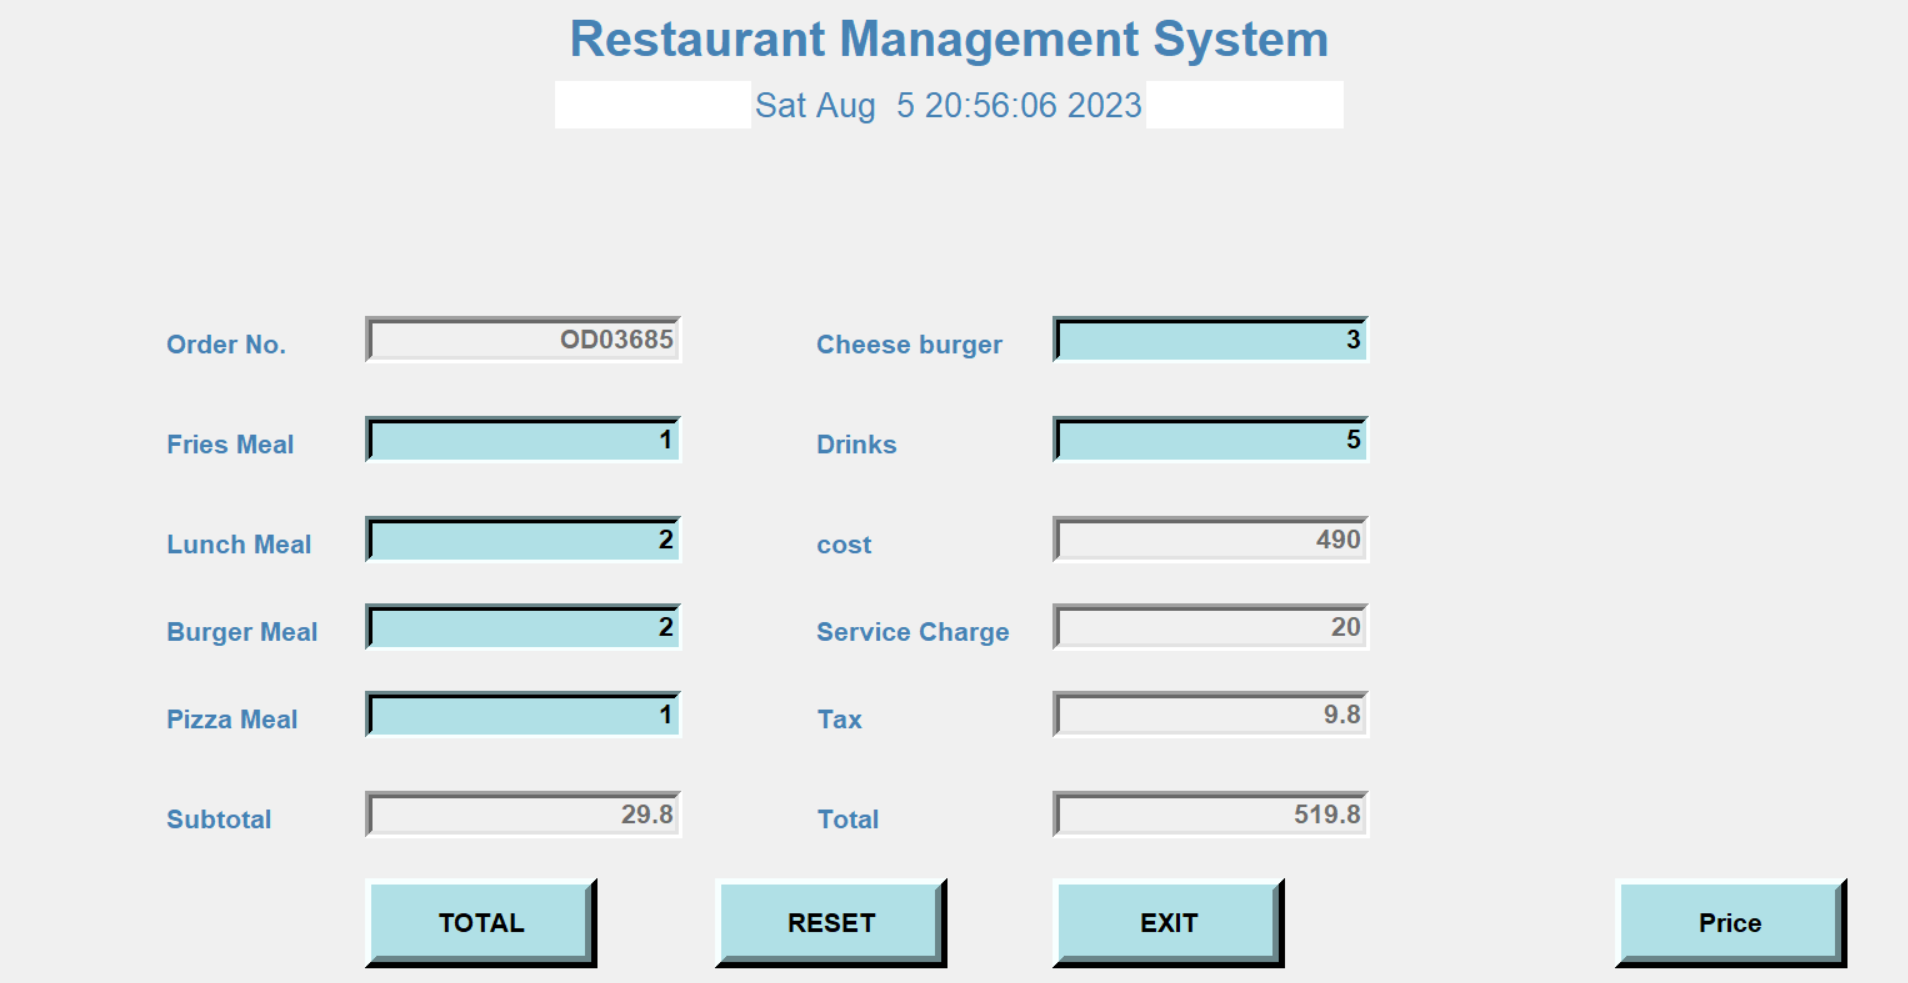 Restaurant Management System
Sat Aug  5 20:56:06 2023
Order No. OD03685 Cheese burger 3
Fries Meal 1 Drinks 5
Lunch Meal 2 cost 490
Burger Meal 2 Service Charge 20
Pizza Meal 1 Tax 9.8
Subtotal 29.8 Total 519.8
TOTAL RESET EXIT Price